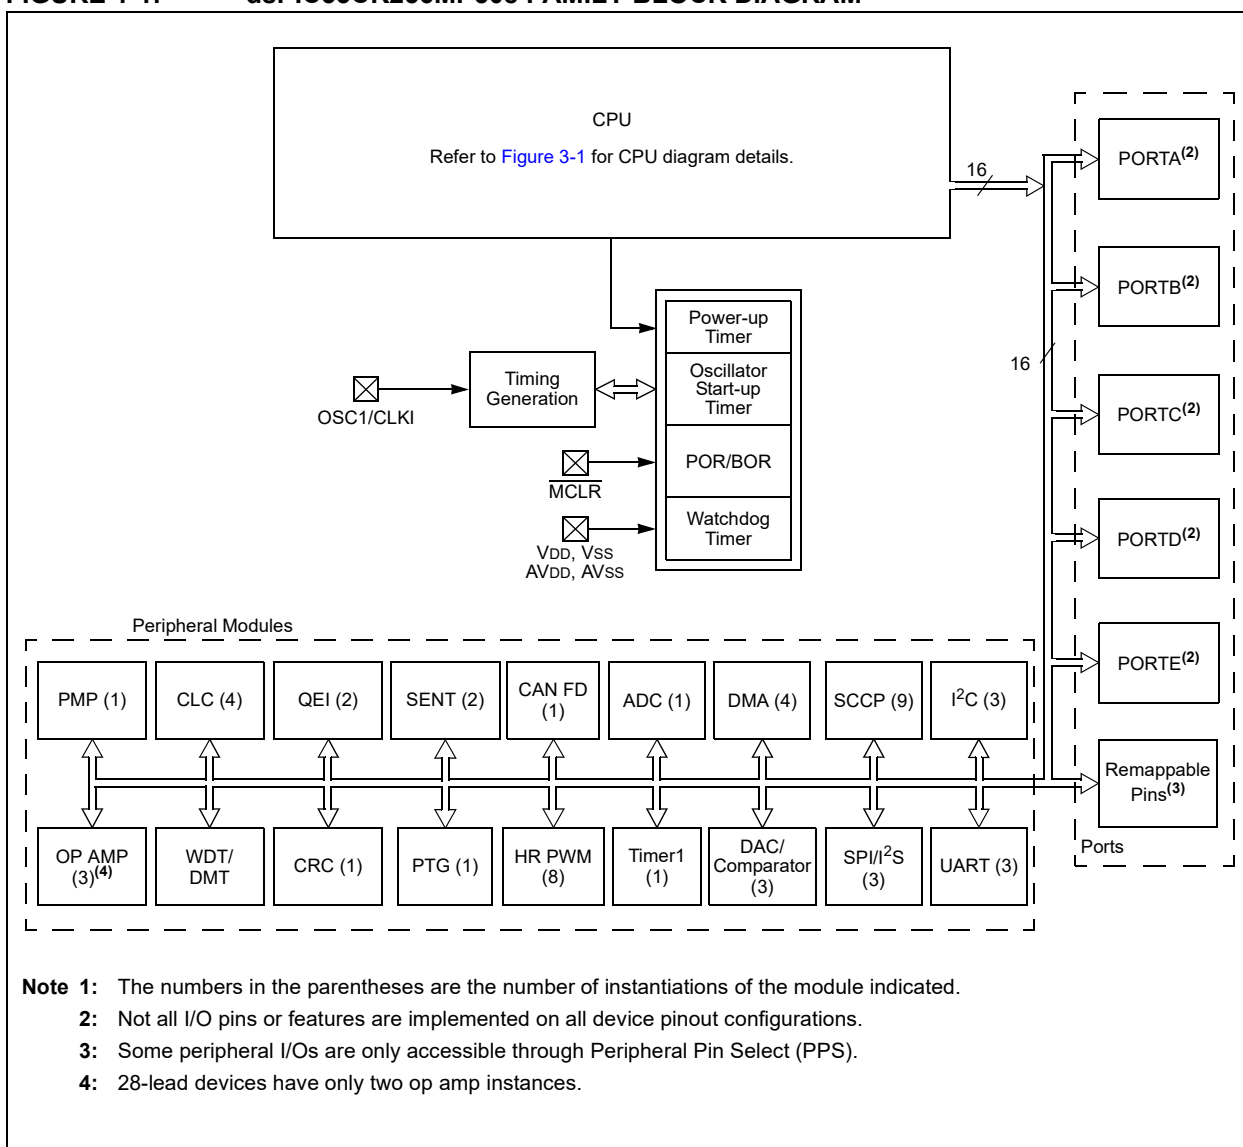 CPU
Refer to Figure 3-1 for CPU diagram details.
16
PORTA(2)
PORTB(2)
16
PORTC(2)
PORTD(2)
PORTE(2)
Remappable
Pins(3)
Ports
Power-up
Timer
Oscillator
Start-up
Timer
POR/BOR
Watchdog
Timer
Timing
Generation
OSC1/CLKI
MCLR
VDD, VSS
AVDD, AVSS
Peripheral Modules
PMP (1)
CLC (4)
QEI (2)
SENT (2)
CAN FD
(1)
ADC (1)
DMA (4)
SCCP (9)
I2C (3)
OP AMP
(3)(4)
WDT/
DMT
CRC (1)
PTG (1)
HR PWM
(8)
Timer1
(1)
DAC/
Comparator
(3)
SPI/I2S
(3)
UART (3)
Note 1: The numbers in the parentheses are the number of instantiations of the module indicated.
2: Not all I/O pins or features are implemented on all device pinout configurations.
3: Some peripheral I/Os are only accessible through Peripheral Pin Select (PPS).
4: 28-lead devices have only two op amp instances.